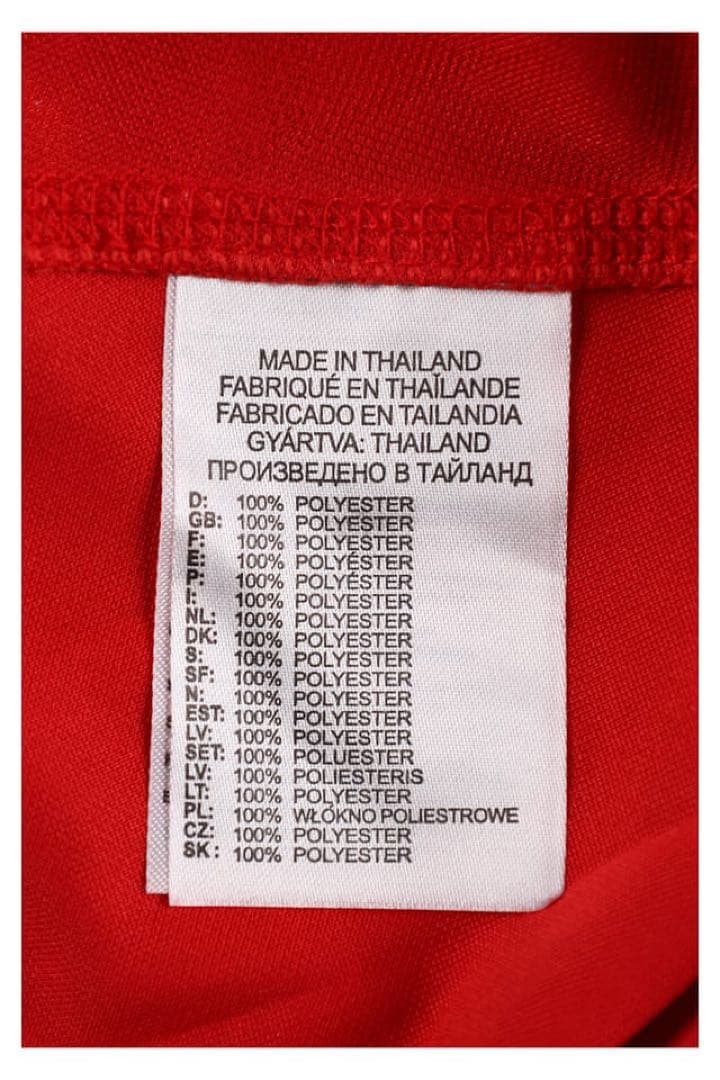 MADE IN THAILAND
FABRIQUÉ EN THAÏLANDE
FABRICADO EN TAILANDIA
GYÁRTVA: THAILAND
ПРОИЗВЕДЕНО В ТАЙЛАНД
D: 100% POLYESTER
GB: 100% POLYESTER
F: 100% POLYESTER
E: 100% POLYÉSTER
P: 100% POLYÉSTER
I: 100% POLYESTER
NL: 100% POLYESTER
DK: 100% POLYESTER
S: 100% POLYESTER
SF: 100% POLYESTER
N: 100% POLYESTER
EST: 100% POLYESTER
LV: 100% POLYESTER
SET: 100% POLUESTER
LV: 100% POLIESTERIS
LT: 100% POLYESTER
PL: 100% WŁÓKNO POLIESTROWE
CZ: 100% POLYESTER
SK: 100% POLYESTER